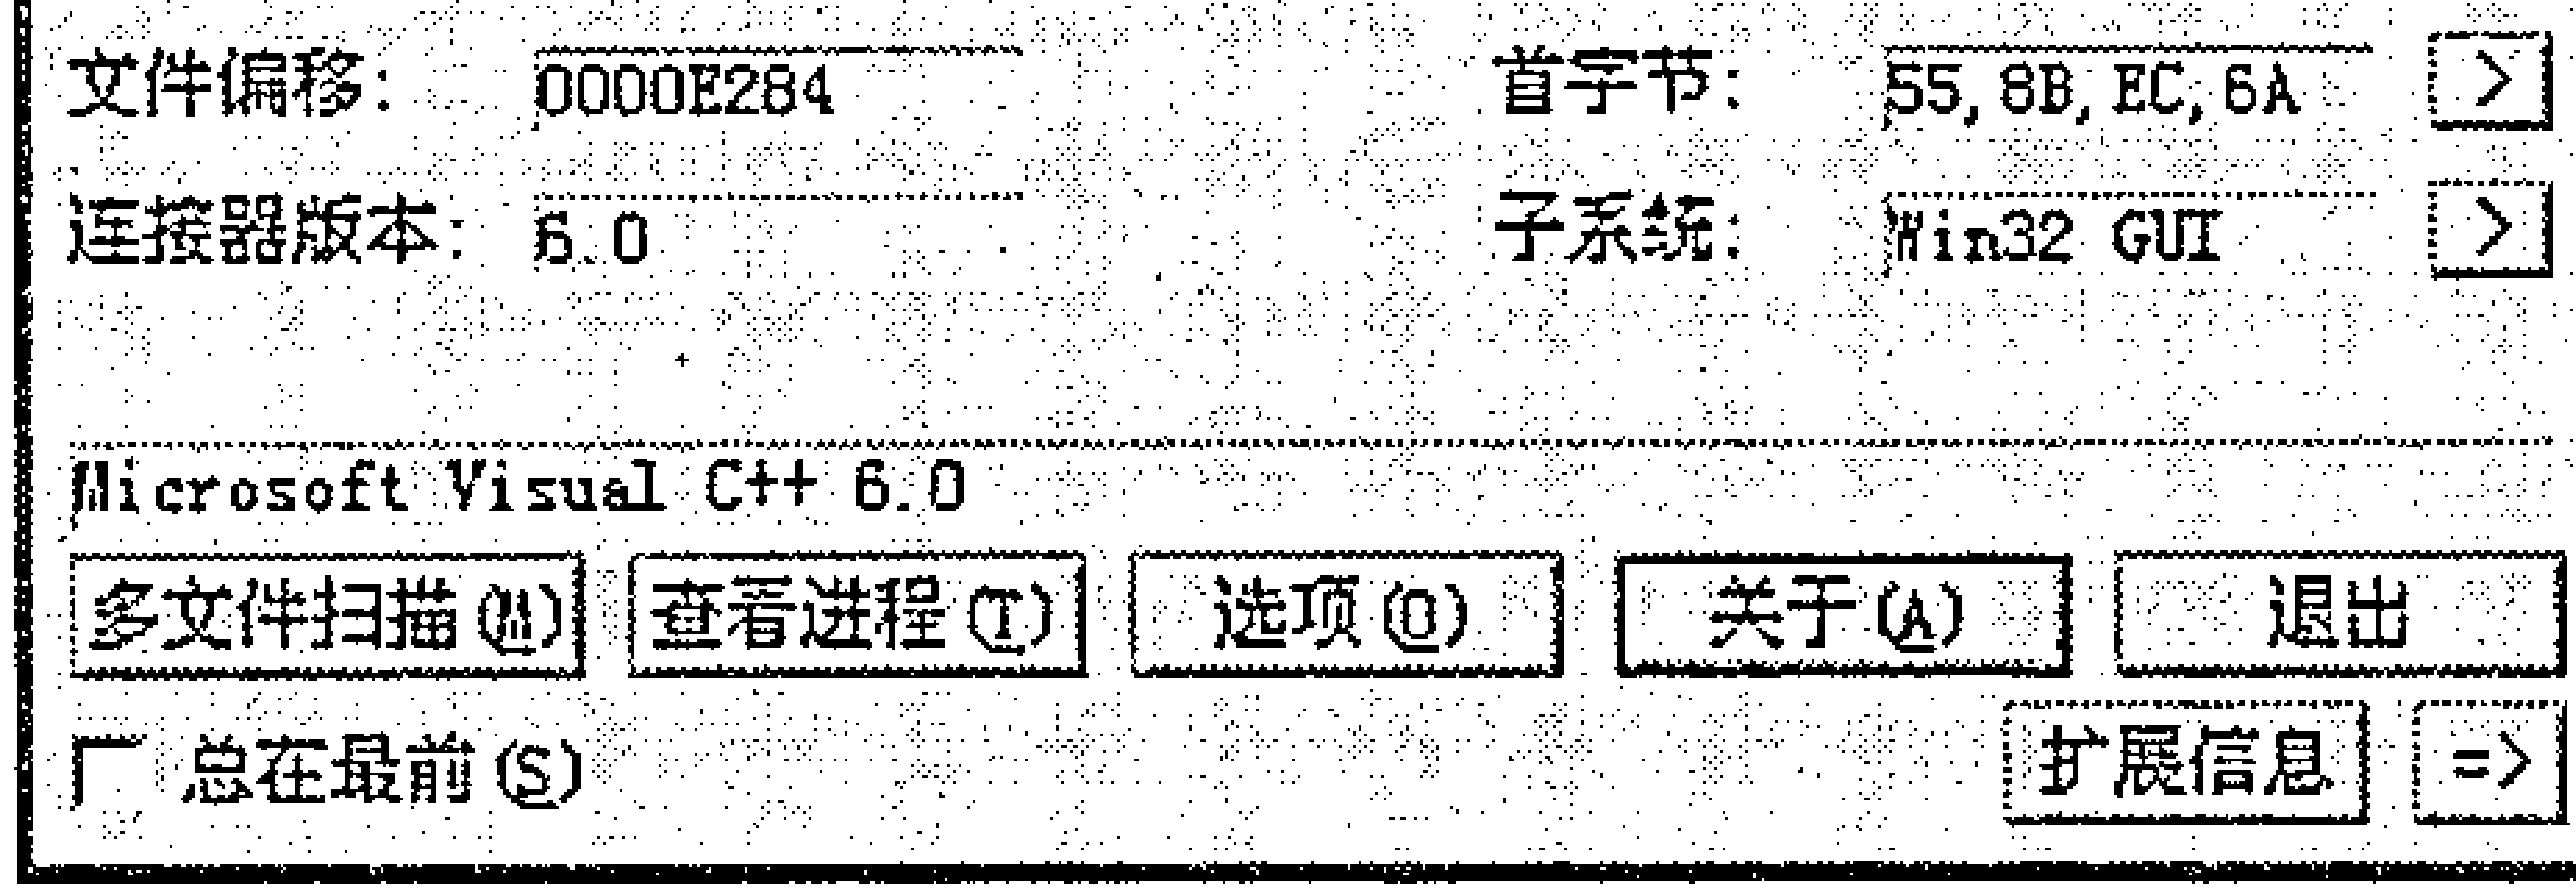 文件偏移: 0000E284 首字节: 55,8B,EC,6A >
连接器版本: 6.0 子系统: Win32 GUI >
Microsoft Visual C++ 6.0
多文件扫描(M) 查看进程(T) 选项(O) 关于(A) 退出
总在最前(S) 扩展信息 =>